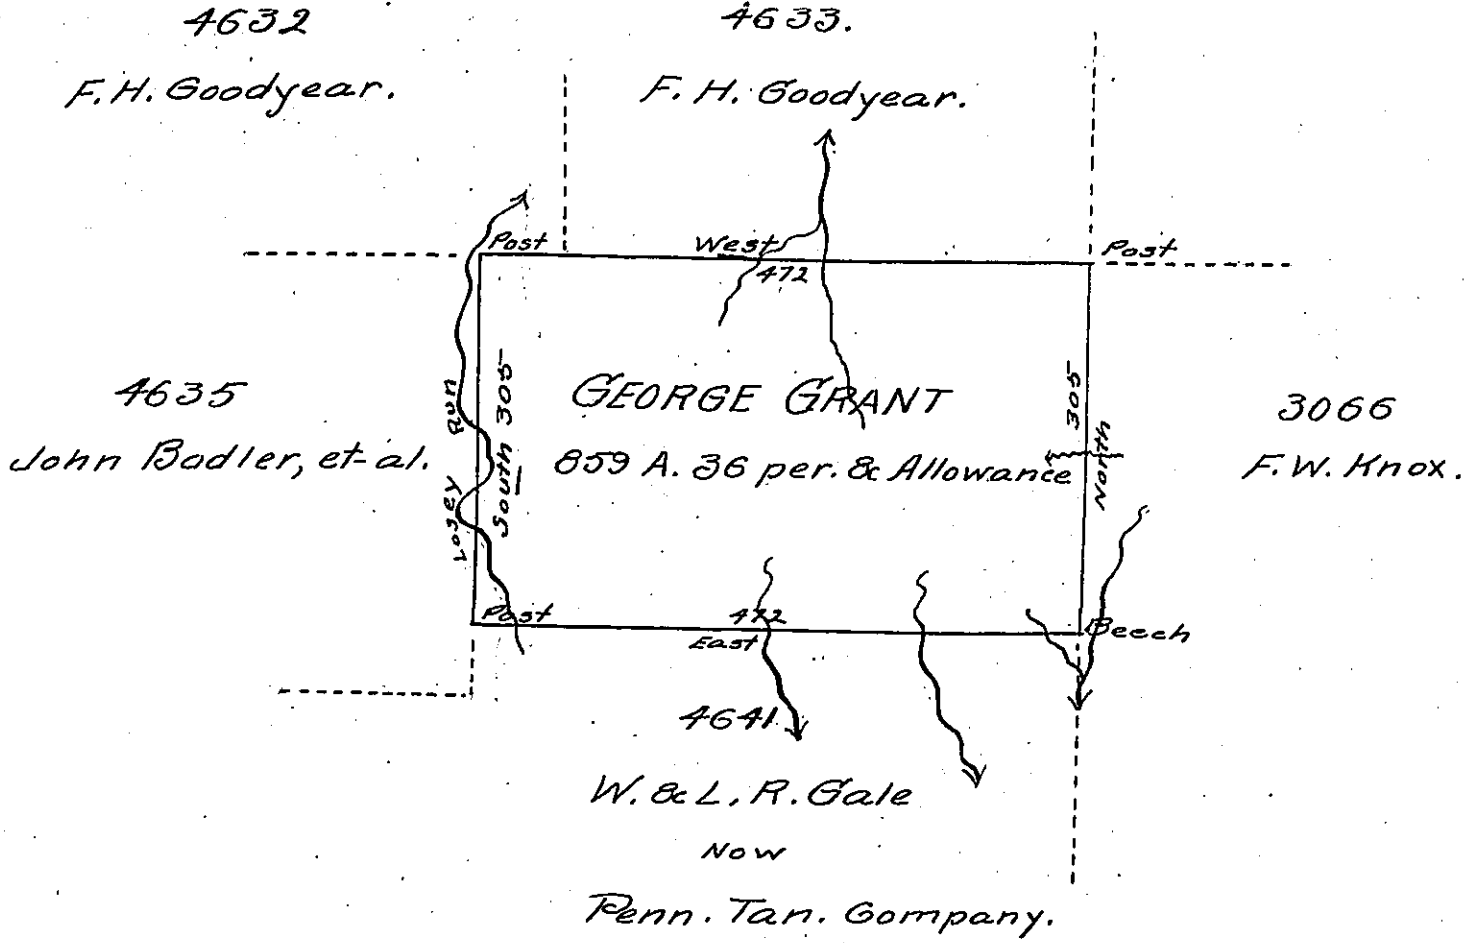 4632
4633.
F. H. Goodyear.
F. H. Goodyear.
Post
West
472
Post
4635
John Bodler, et-al.
Losey Run
South 305
GEORGE GRANT
859 A. 36 per. & Allowance
North 305
3066
F. W. Knox.
Post
472
East
Beech
4641
W. & L. R. Gale
Now
Penn. Tan. Company.